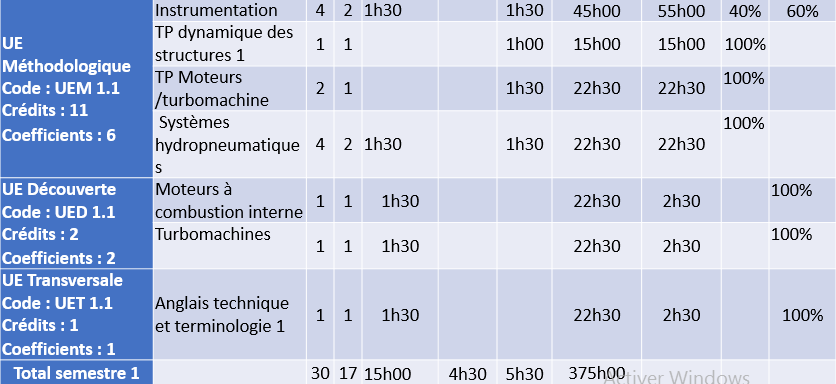 Instrumentation 4 2 1h30 1h30 45h00 55h00 40% 60%
UE
Méthodologique
Code : UEM 1.1
Crédits : 11
Coefficients : 6
TP dynamique des
structures 1 1 1 1h00 15h00 15h00 100%
TP Moteurs
/turbomachine 2 1 1h30 22h30 22h30 100%
Systèmes
hydropneumatique
s 4 2 1h30 1h30 22h30 22h30 100%
UE Découverte
Code : UED 1.1
Crédits : 2
Coefficients : 2
Moteurs à
combustion interne 1 1 1h30 22h30 2h30 100%
Turbomachines 1 1 1h30 22h30 2h30 100%
UE Transversale
Code : UET 1.1
Crédits : 1
Coefficients : 1
Anglais technique
et terminologie 1 1 1 1h30 22h30 2h30 100%
Total semestre 1 30 17 15h00 4h30 5h30 375h00
Activer Windows